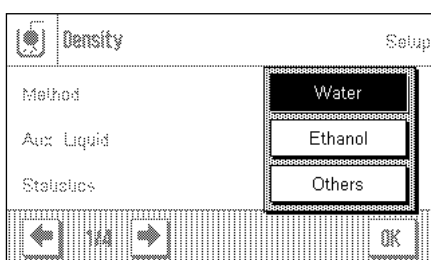 Density Setup
Method Water
Aux Liquid Ethanol
Statistics Others
1/4 OK